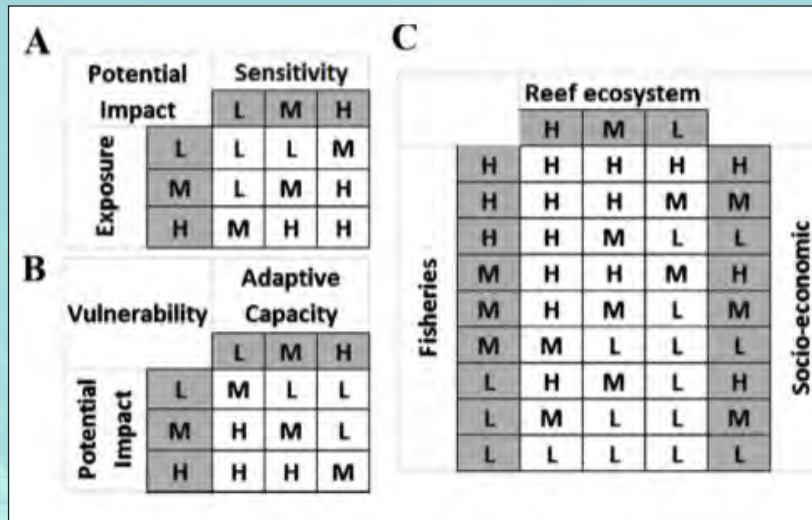 A
Potential Impact Sensitivity
L M H
Exposure
L L L M
M L M H
H M H H
B
Vulnerability Adaptive Capacity
L M H
Potential Impact
L M L L
M H M L
H H H M
C
Reef ecosystem
H M L
Fisheries
H H H H H
H H H M M
H H M L L
M H H M H
M H M L M
M M L L L
L H M L H
L M L L M
L L L L L
Socio-economic